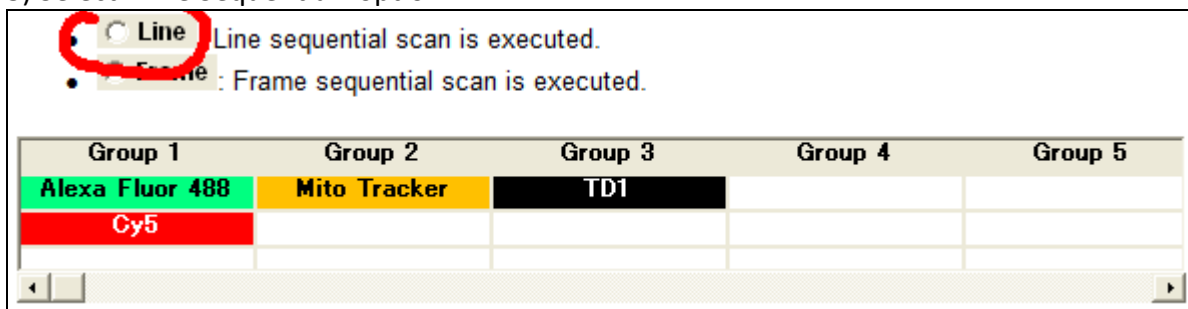 Line Line sequential scan is executed.
Frame : Frame sequential scan is executed.
Group 1 Group 2 Group 3 Group 4 Group 5
Alexa Fluor 488 Mito Tracker TD1
Cy5